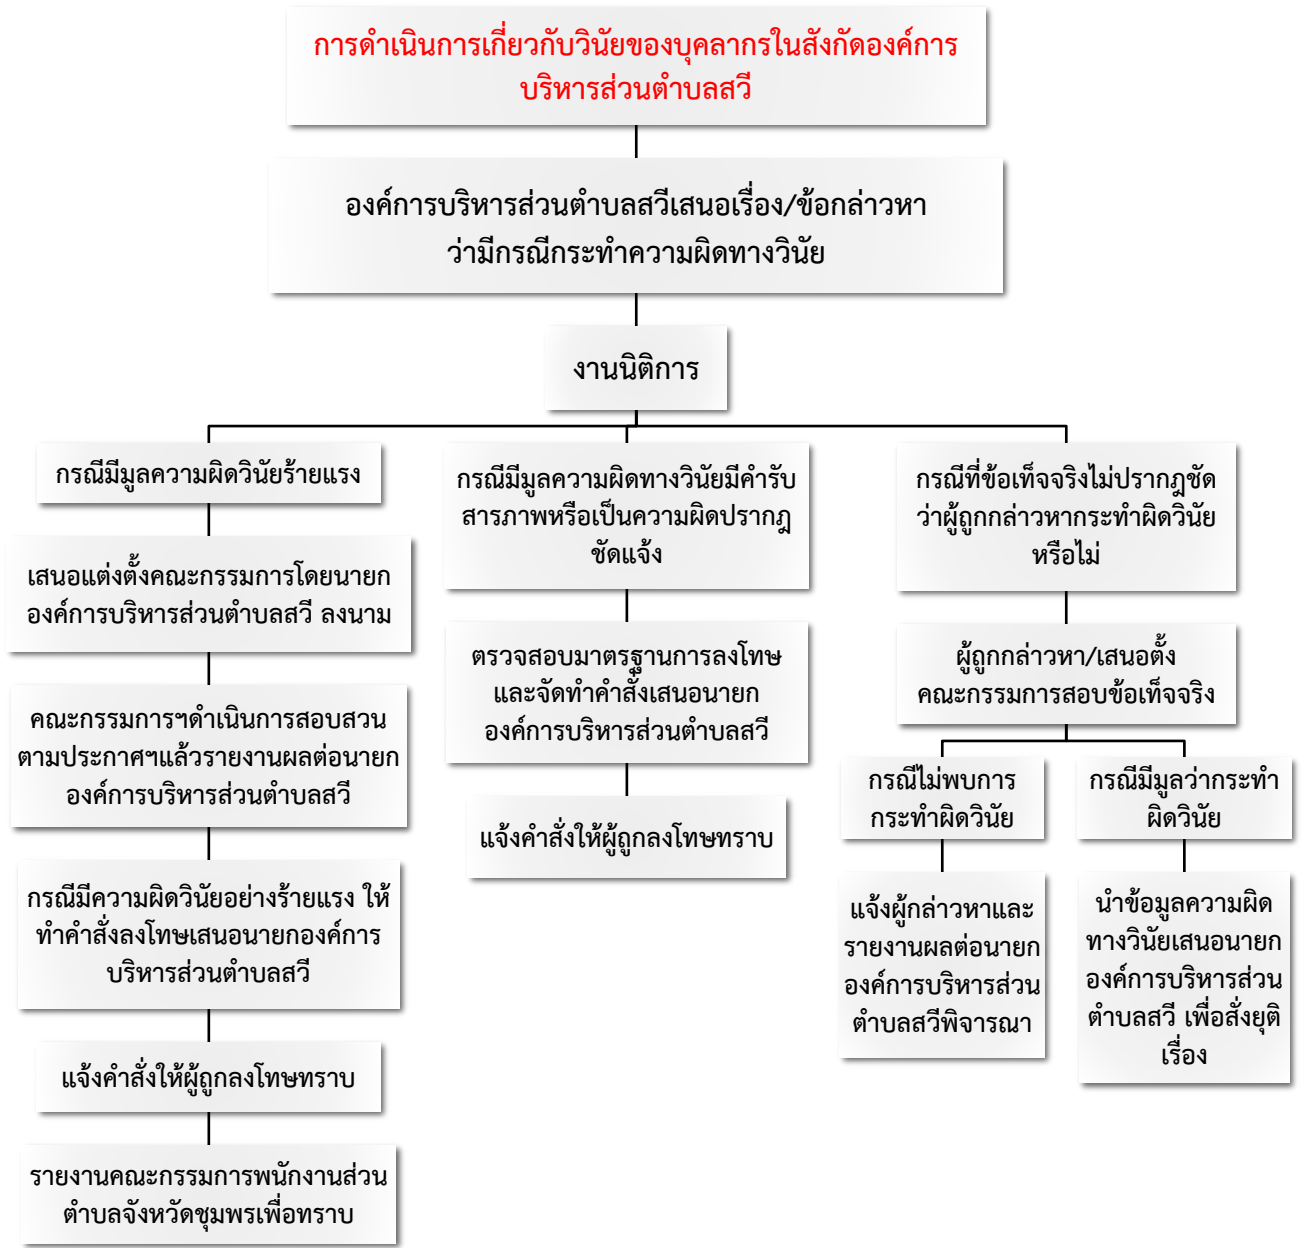 การดำเนินการเกี่ยวกับวินัยของบุคลากรในสังกัดองค์การ
บริหารส่วนตำบลสวี
องค์การบริหารส่วนตำบลสวีเสนอเรื่อง/ข้อกล่าวหา
ว่ามีกรณีกระทำความผิดทางวินัย
งานนิติการ
กรณีมีมูลความผิดวินัยร้ายแรง
เสนอแต่งตั้งคณะกรรมการโดยนายก
องค์การบริหารส่วนตำบลสวี ลงนาม
คณะกรรมการฯดำเนินการสอบสวน
ตามประกาศฯแล้วรายงานผลต่อนายก
องค์การบริหารส่วนตำบลสวี
กรณีมีความผิดวินัยอย่างร้ายแรง ให้
ทำคำสั่งลงโทษเสนอนายกองค์การ
บริหารส่วนตำบลสวี
แจ้งคำสั่งให้ผู้ถูกลงโทษทราบ
รายงานคณะกรรมการพนักงานส่วน
ตำบลจังหวัดชุมพรเพื่อทราบ
กรณีมีมูลความผิดทางวินัยมีคำรับ
สารภาพหรือเป็นความผิดปรากฎ
ชัดแจ้ง
ตรวจสอบมาตรฐานการลงโทษ
และจัดทำคำสั่งเสนอนายก
องค์การบริหารส่วนตำบลสวี
แจ้งคำสั่งให้ผู้ถูกลงโทษทราบ
กรณีที่ข้อเท็จจริงไม่ปรากฎชัด
ว่าผู้ถูกกล่าวหากระทำผิดวินัย
หรือไม่
ผู้ถูกกล่าวหา/เสนอตั้ง
คณะกรรมการสอบข้อเท็จจริง
กรณีไม่พบการ
กระทำผิดวินัย
แจ้งผู้กล่าวหาและ
รายงานผลต่อนายก
องค์การบริหารส่วน
ตำบลสวีพิจารณา
กรณีมีมูลว่ากระทำ
ผิดวินัย
นำข้อมูลความผิด
ทางวินัยเสนอนายก
องค์การบริหารส่วน
ตำบลสวี เพื่อสั่งยุติ
เรื่อง